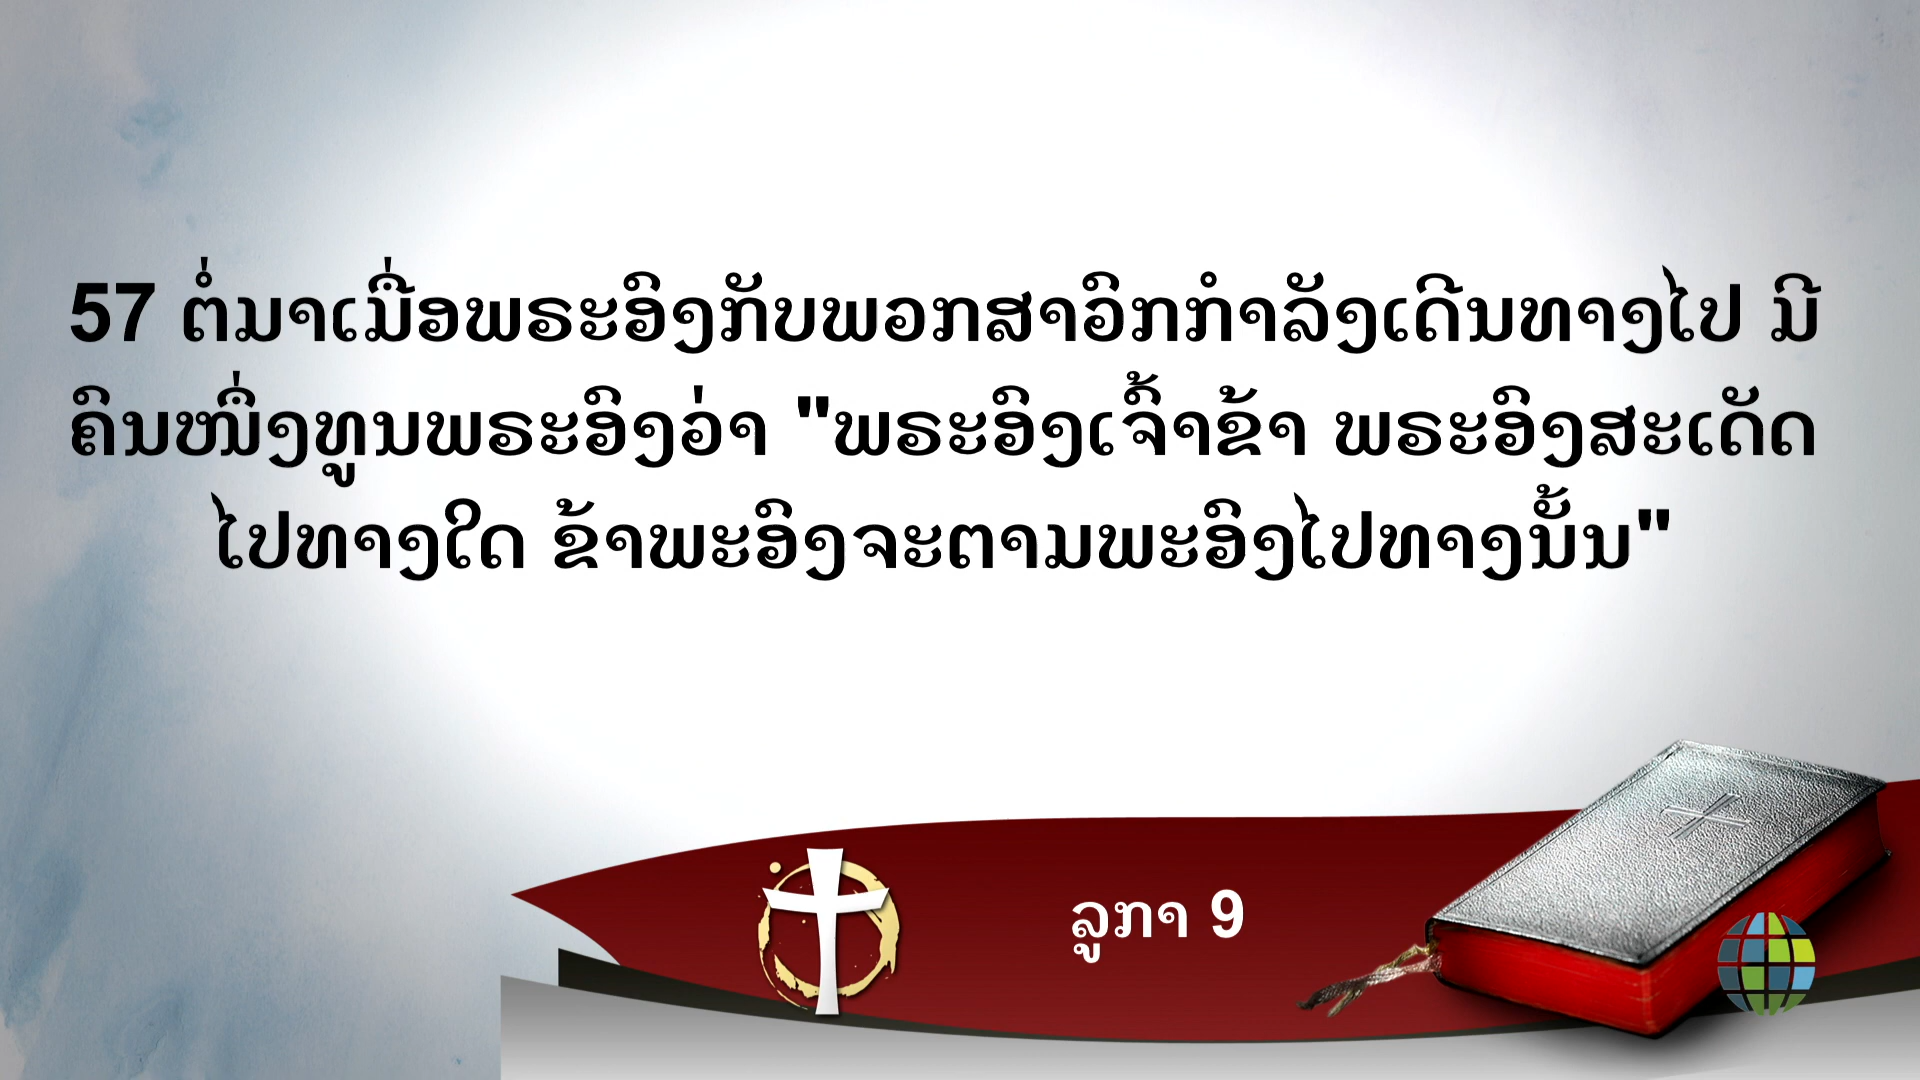 57 ຕໍ່ມາເມື່ອພຣະອົງກັບພວກສາວົກກຳລັງເດີນທາງໄປ ມີ
ຄົນໜຶ່ງທູນພຣະອົງວ່າ "ພຣະອົງເຈົ້າຂ້າ ພຣະອົງສະເດັດ
ໄປທາງໃດ ຂ້າພະອົງຈະຕາມພະອົງໄປທາງນັ້ນ"
ລູກາ 9